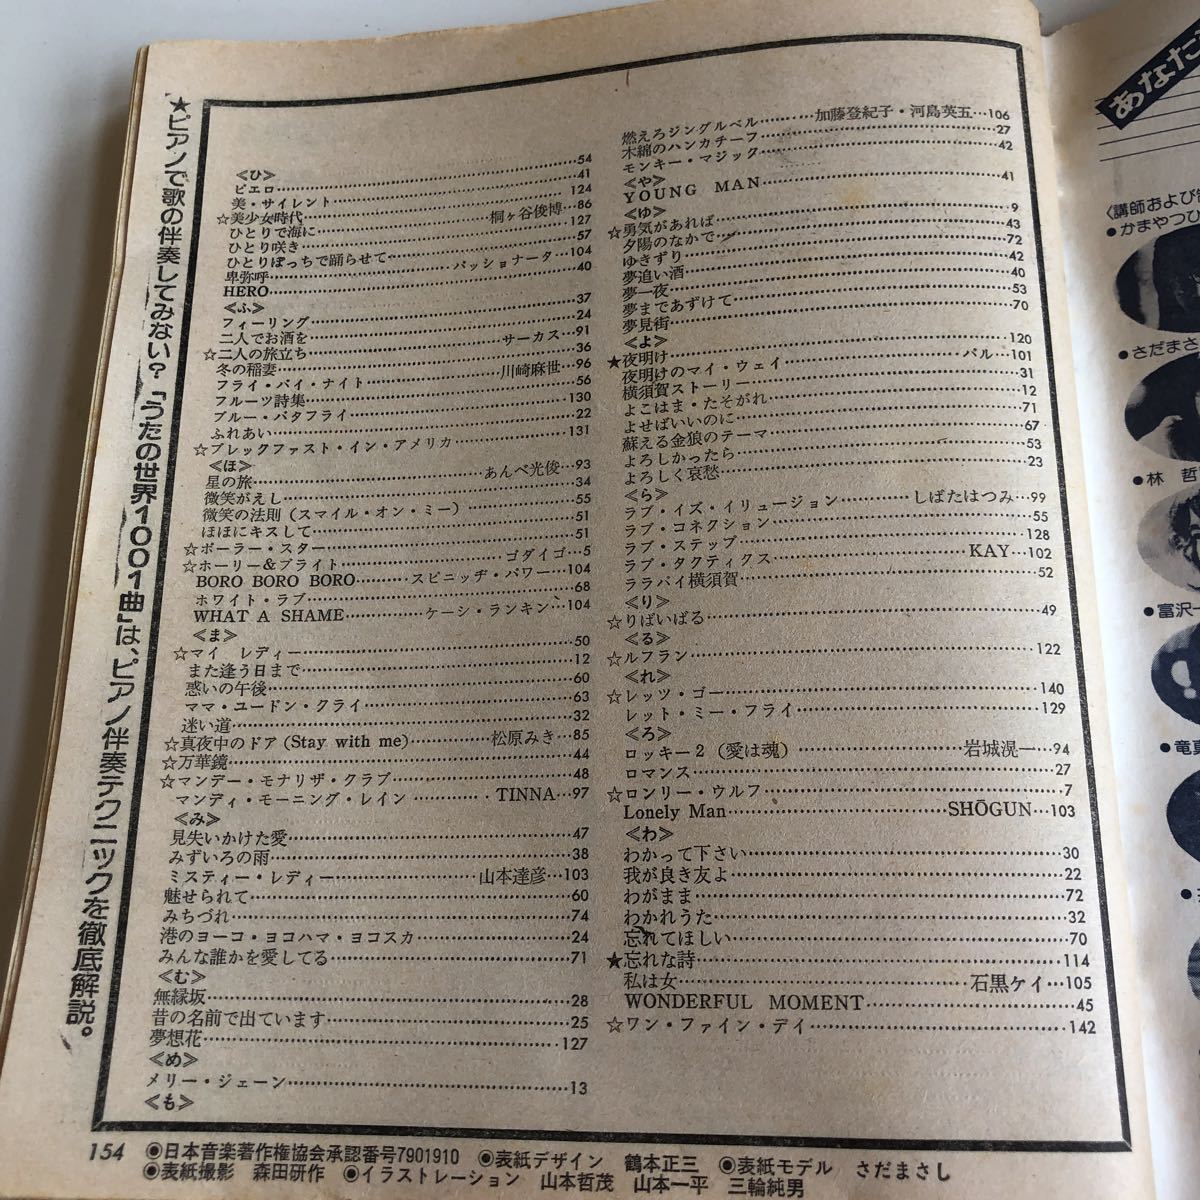 ★ピアノで歌の伴奏してみない?「うたの世界1001曲」は、ピアノ伴奏テクニックを徹底解説。
≪ひ≫
ピエロ……54
美・サイレント……41
☆美少女時代……124
ひとりで海に……桐ヶ谷俊博…86
ひとり咲き……127
ひとりぼっちで踊らせて……57
卑弥呼……パッショナータ…104
HERO……40
≪ふ≫
フィーリング……37
二人でお酒を……24
☆二人の旅立ち……サーカス…91
冬の稲妻……36
フライ・バイ・ナイト……川崎麻世…96
フルーツ詩集……56
ブルー・バタフライ……130
ふれあい……22
☆ブレックファスト・イン・アメリカ……131
≪ほ≫
星の旅……あんべ光俊…93
微笑がえし……34
微笑の法則(スマイル・オン・ミー)……55
ほほにキスして……51
☆ポーラー・スター……51
☆ホーリー&ブライト……ゴダイゴ…5
BORO BORO BORO……スピニッヂ・パワー…104
ホワイト・ラブ……68
WHAT A SHAME……ケーシ・ランキン…104
≪ま≫
☆マイ レディー……50
また逢う日まで……12
惑いの午後……60
ママ・ユードン・クライ……63
迷い道……32
☆真夜中のドア(Stay with me)……松原みき…85
☆万華鏡……44
☆マンデー・モナリザ・クラブ……48
マンディ・モーニング・レイン……TINNA…97
≪み≫
見失いかけた愛……47
みずいろの雨……38
ミスティー・レディー……山本達彦…103
魅せられて……60
みちづれ……74
港のヨーコ・ヨコハマ・ヨコスカ……24
みんな誰かを愛してる……71
≪む≫
無縁坂……28
昔の名前で出ています……25
夢想花……127
≪め≫
メリー・ジェーン……13
≪も≫
燃えろジングルベル……加藤登紀子・河島英五…106
木綿のハンカチーフ……27
モンキー・マジック……42
≪や≫
YOUNG MAN……41
≪ゆ≫
☆勇気があれば……9
夕陽のなかで……43
ゆきずり……72
夢追い酒……42
夢一夜……40
夢まであずけて……53
夢見街……70
≪よ≫
★夜明け……120
夜明けのマイ・ウェイ……パル…101
横須賀ストーリー……31
よこはま・たそがれ……12
よせばいいのに……71
蘇える金狼のテーマ……67
よろしかったら……53
よろしく哀愁……23
≪ら≫
ラブ・イズ・イリュージョン……しばたはつみ…99
ラブ・コネクション……55
ラブ・ステップ……128
ラブ・タクティクス……KAY…102
ララバイ横須賀……52
≪り≫
☆りばいばる……49
≪る≫
☆ルフラン……122
≪れ≫
☆レッツ・ゴー……140
レット・ミー・フライ……129
≪ろ≫
ロッキー2(愛は魂)……岩城滉一…94
ロマンス……27
☆ロンリー・ウルフ……7
Lonely Man……SHŌGUN…103
≪わ≫
わかって下さい……30
我が良き友よ……22
わがまま……72
わかれうた……32
忘れてほしい……70
★忘れな詩……114
私は女……石黒ケイ…105
WONDERFUL MOMENT……45
☆ワン・ファイン・デイ……142
154 ◉日本音楽著作権協会承認番号7901910 ◉表紙デザイン 鶴本正三 ◉表紙モデル さだまさし
◉表紙撮影 森田研作 ◉イラストレーション 山本哲茂 山本一平 三輪純男
あなた
〈講師および
●かまやつひ
●さだまさ
●林 哲
●富沢一
●竜真